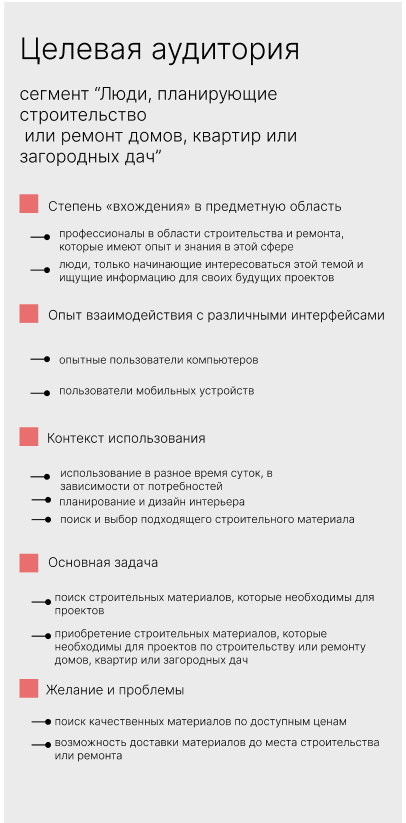 Целевая аудитория
сегмент “Люди, планирующие
строительство
или ремонт домов, квартир или
загородных дач”
Степень «вхождения» в предметную область
профессионалы в области строительства и ремонта,
которые имеют опыт и знания в этой сфере
люди, только начинающие интересоваться этой темой и
ищущие информацию для своих будущих проектов
Опыт взаимодействия с различными интерфейсами
опытные пользователи компьютеров
пользователи мобильных устройств
Контекст использования
использование в разное время суток, в
зависимости от потребностей
планирование и дизайн интерьера
поиск и выбор подходящего строительного материала
Основная задача
поиск строительных материалов, которые необходимы для
проектов
приобретение строительных материалов, которые
необходимы для проектов по строительству или ремонту
домов, квартир или загородных дач
Желание и проблемы
поиск качественных материалов по доступным ценам
возможность доставки материалов до места строительства
или ремонта